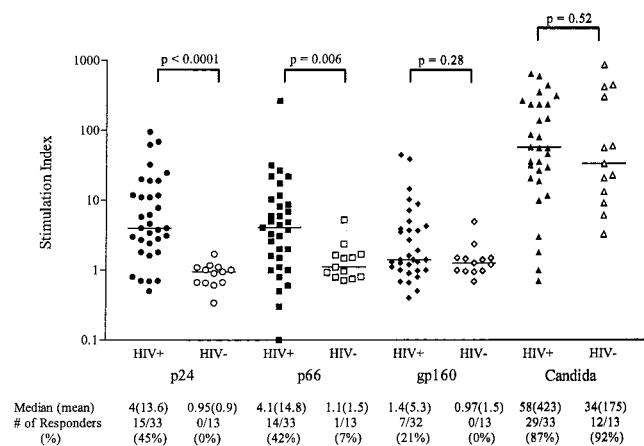 p = 0.52
p < 0.0001 p = 0.006 p = 0.28
1000
100
10
1
0.1
Stimulation Index
HIV+ HIV- HIV+ HIV- HIV+ HIV- HIV+ HIV-
p24 p66 gp160 Candida
Median (mean) 4(13.6) 0.95(0.9) 4.1(14.8) 1.1(1.5) 1.4(5.3) 0.97(1.5) 58(423) 34(175)
# of Responders 15/33 0/13 14/33 1/13 7/32 0/13 29/33 12/13
(%) (45%) (0%) (42%) (7%) (21%) (0%) (87%) (92%)